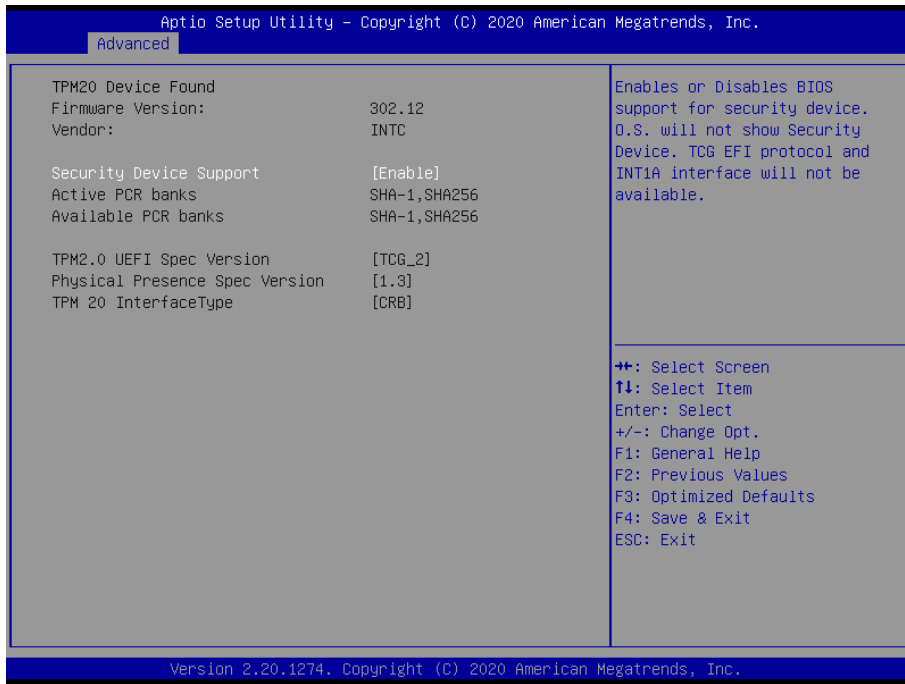 Aptio Setup Utility – Copyright (C) 2020 American Megatrends, Inc.
Advanced
TPM20 Device Found
Firmware Version: 302.12
Vendor: INTC
Security Device Support [Enable]
Active PCR banks SHA-1,SHA256
Available PCR banks SHA-1,SHA256
TPM2.0 UEFI Spec Version [TCG_2]
Physical Presence Spec Version [1.3]
TPM 20 InterfaceType [CRB]
Enables or Disables BIOS
support for security device.
O.S. will not show Security
Device. TCG EFI protocol and
INT1A interface will not be
available.
→←: Select Screen
↑↓: Select Item
Enter: Select
+/-: Change Opt.
F1: General Help
F2: Previous Values
F3: Optimized Defaults
F4: Save & Exit
ESC: Exit
Version 2.20.1274. Copyright (C) 2020 American Megatrends, Inc.